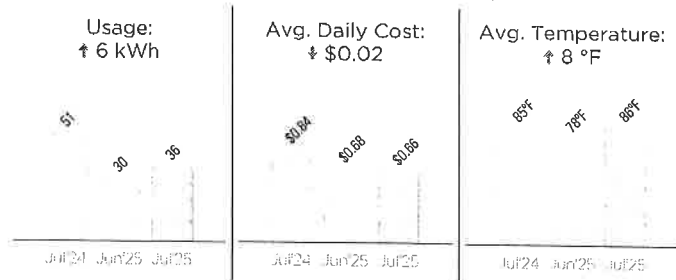 Usage:
↑ 6 kWh
51
30
36
Jul'24 Jun'25 Jul'25
Avg. Daily Cost:
↓ $0.02
$0.84
$0.68
$0.66
Jul'24 Jun'25 Jul'25
Avg. Temperature:
↑ 8 °F
85°F
78°F
86°F
Jul'24 Jun'25 Jul'25